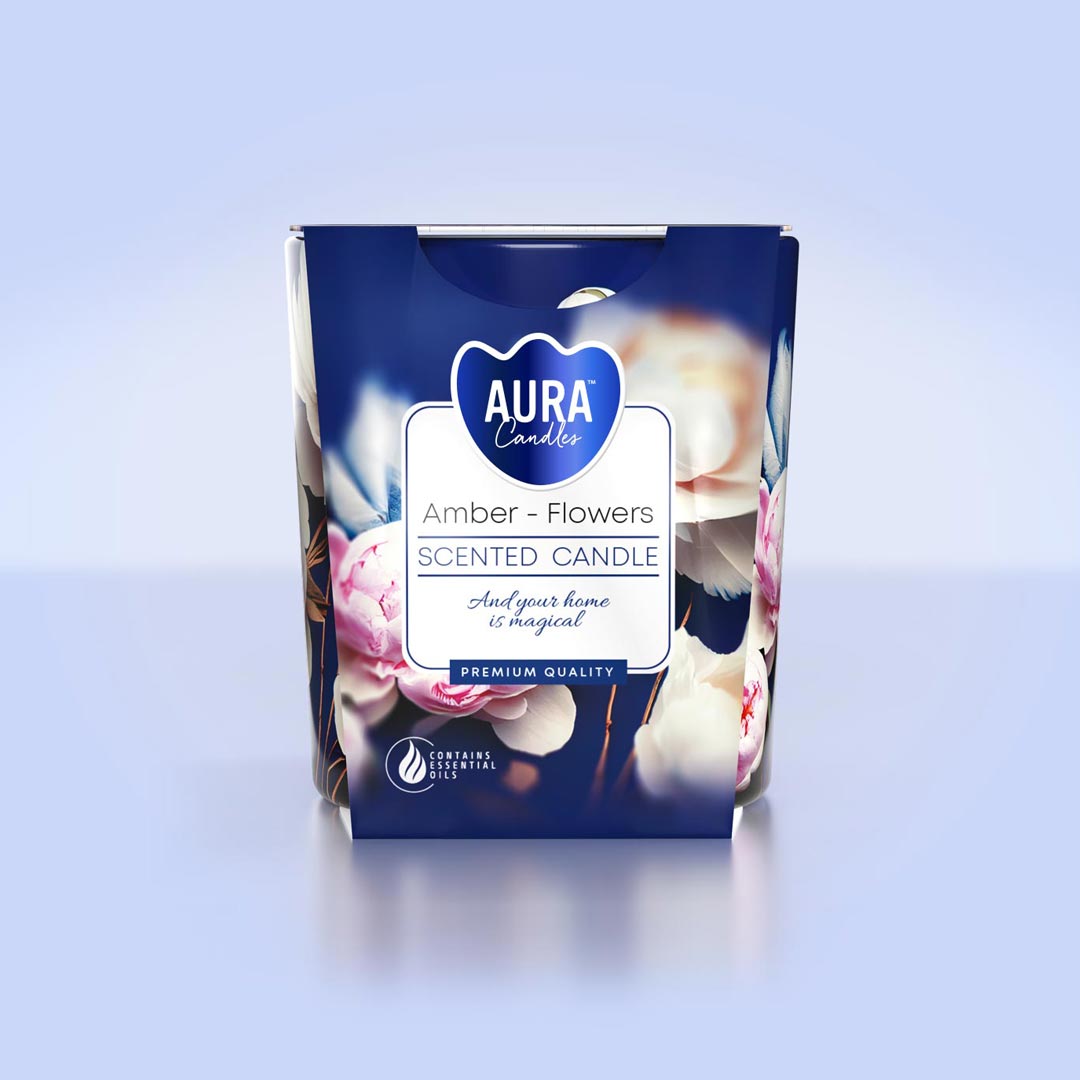 AURA™
Candles
Amber - Flowers
SCENTED CANDLE
And your home
is magical
PREMIUM QUALITY
CONTAINS
ESSENTIAL
OILS